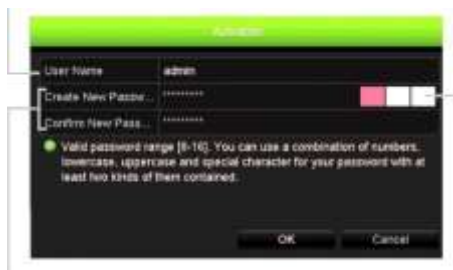 Activation
User Name admin
Create New Passw... ********
Confirm New Pass... ********
Valid password range [8-16]. You can use a combination of numbers,
lowercase, uppercase and special character for your password with at
least two kinds of them contained.
OK Cancel